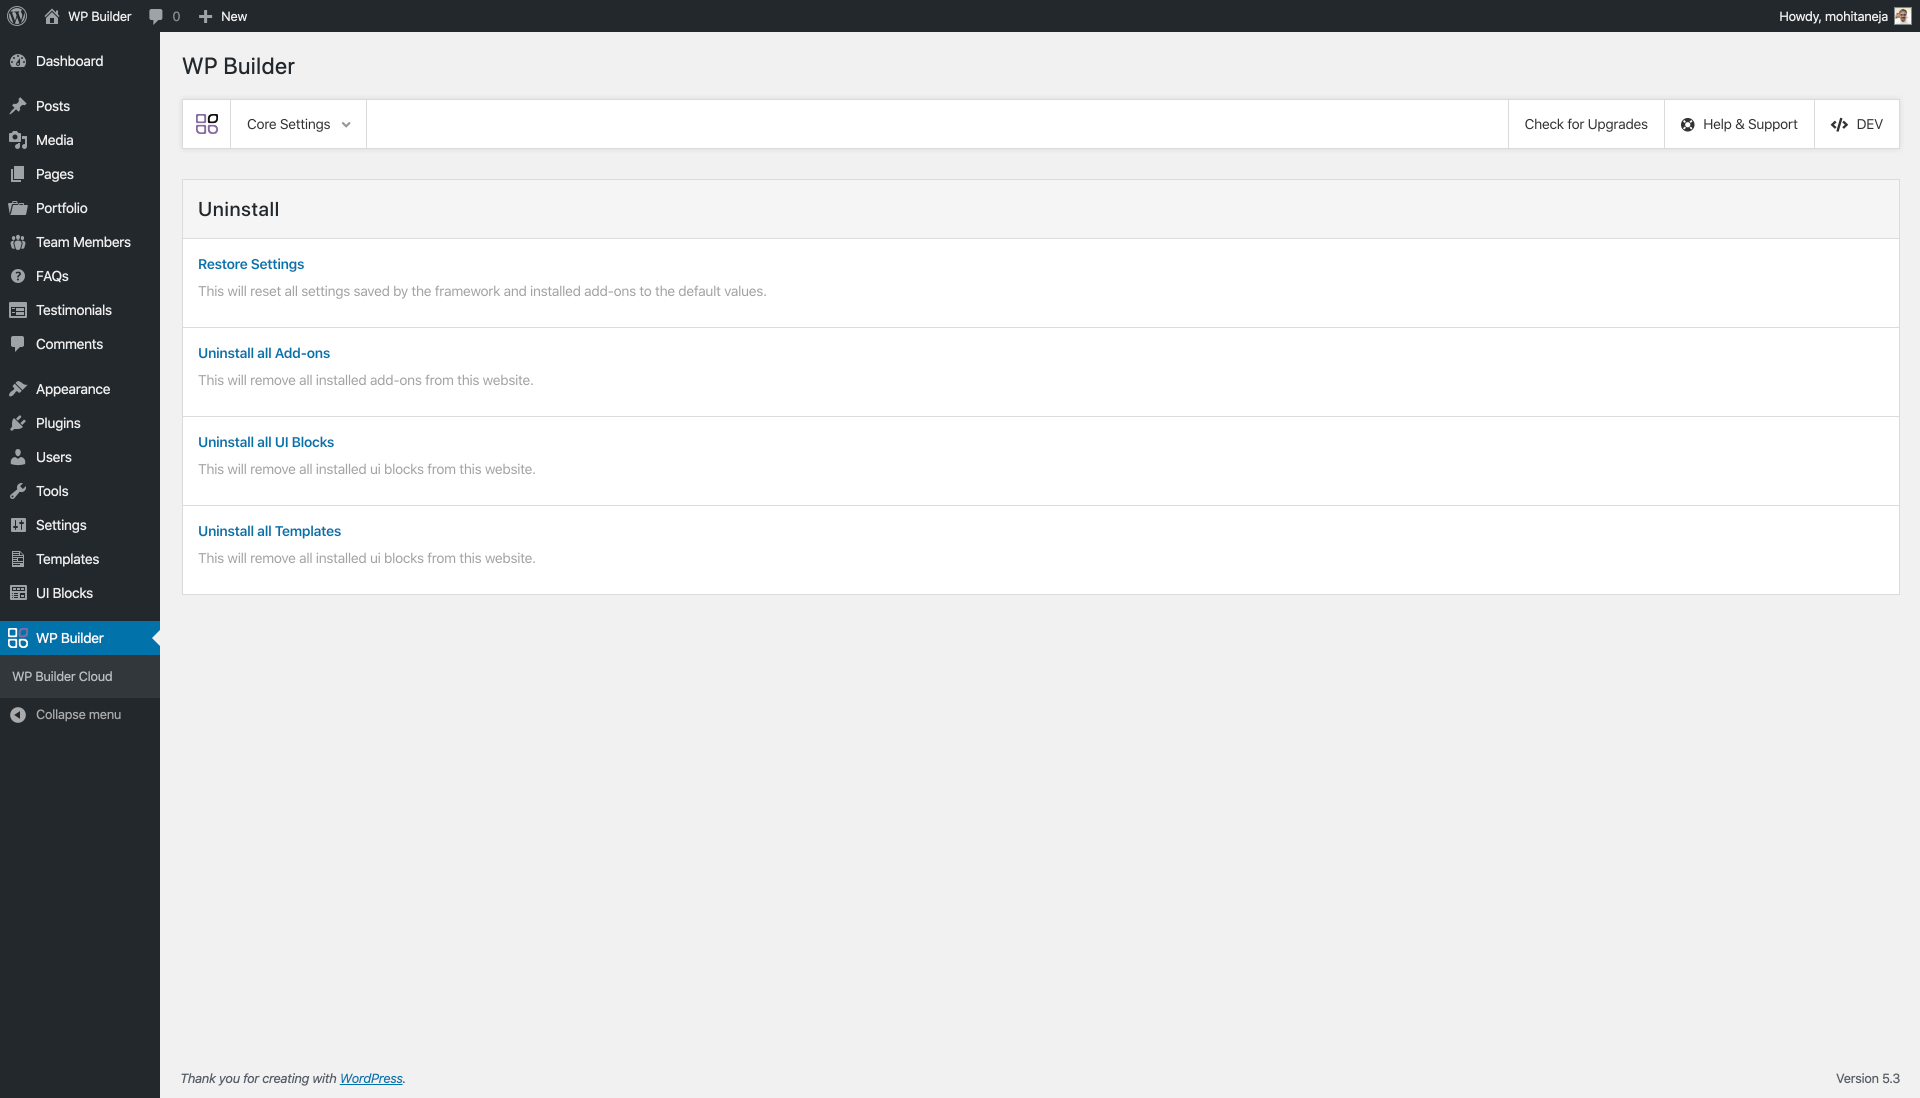 WP Builder
0
New
Howdy, mohitaneja
Dashboard
Posts
Media
Pages
Portfolio
Team Members
FAQs
Testimonials
Comments
Appearance
Plugins
Users
Tools
Settings
Templates
UI Blocks
WP Builder
WP Builder Cloud
Collapse menu
WP Builder
Core Settings
Check for Upgrades
Help & Support
DEV
Uninstall
Restore Settings
This will reset all settings saved by the framework and installed add-ons to the default values.
Uninstall all Add-ons
This will remove all installed add-ons from this website.
Uninstall all UI Blocks
This will remove all installed ui blocks from this website.
Uninstall all Templates
This will remove all installed ui blocks from this website.
Thank you for creating with WordPress.
Version 5.3